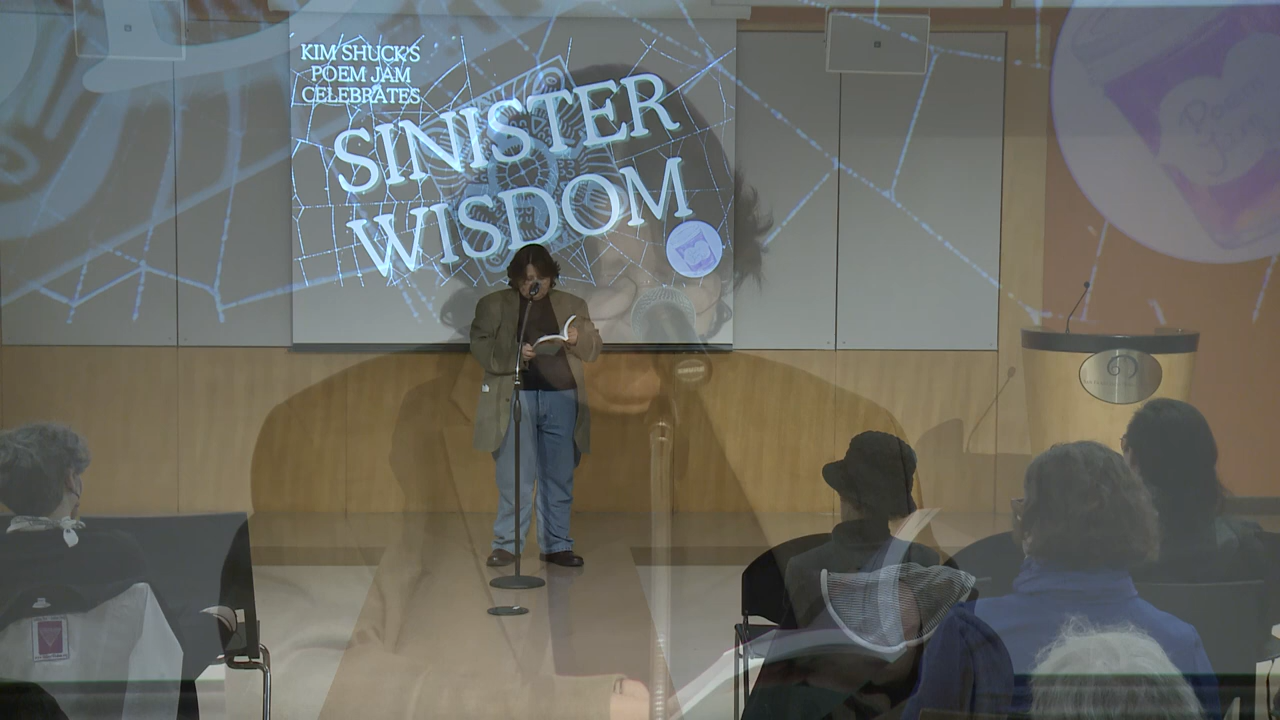 KIM SHUCK'S
POEM JAM
CELEBRATES
SINISTER
WISDOM